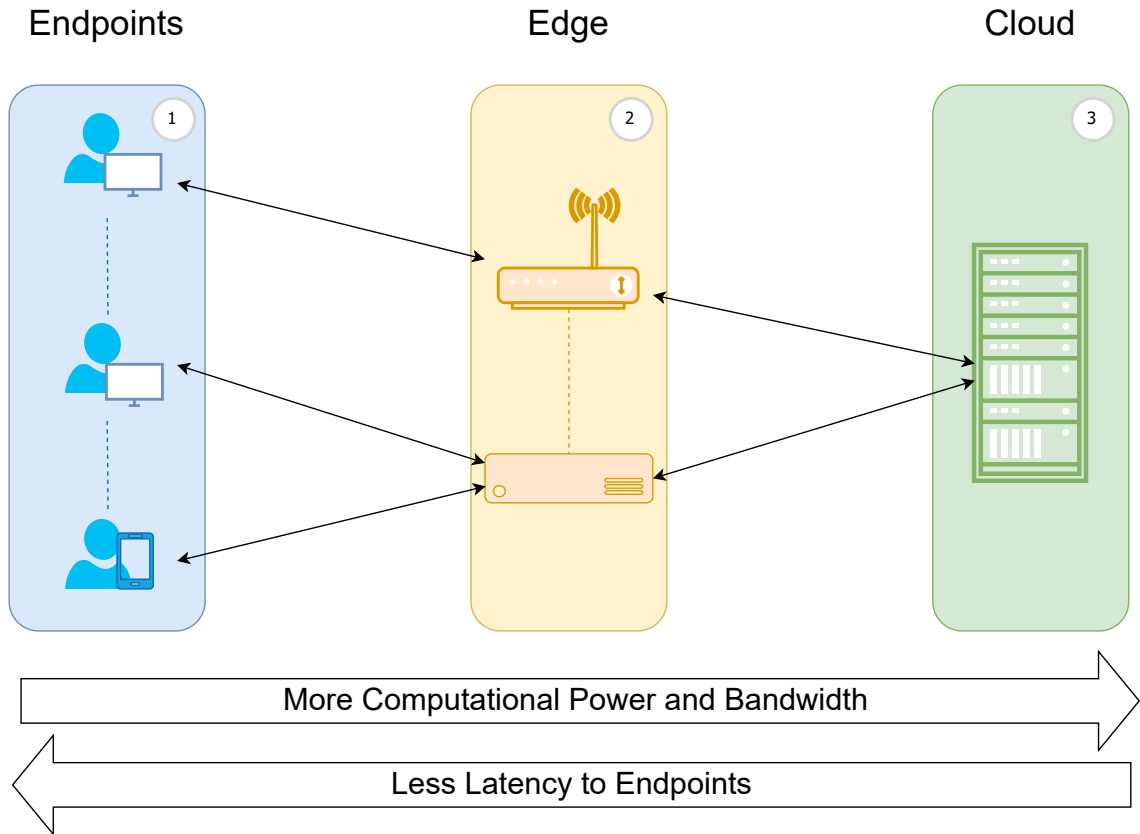 Endpoints
Edge
Cloud
1
2
3
More Computational Power and Bandwidth
Less Latency to Endpoints